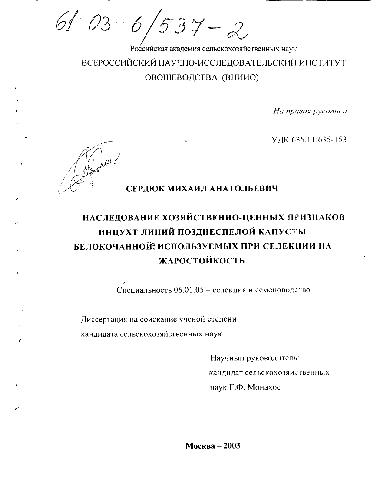 61 03-6/537-2
Российская академия сельскохозяйственных наук
ВСЕРОССИЙСКИЙ НАУЧНО-ИССЛЕДОВАТЕЛЬСКИЙ ИНСТИТУТ
ОВОЩЕВОДСТВА (ВНИИО)
На правах рукописи
УДК 635.11:635-153
СЕРДЮК МИХАИЛ АНАТОЛЬЕВИЧ
НАСЛЕДОВАНИЕ ХОЗЯЙСТВЕННО-ЦЕННЫХ ПРИЗНАКОВ
ИНЦУХТ ЛИНИЙ ПОЗДНЕСПЕЛОЙ КАПУСТЫ
БЕЛОКОЧАННОЙ, ИСПОЛЬЗУЕМЫХ ПРИ СЕЛЕКЦИИ НА
ЖАРОСТОЙКОСТЬ
Специальность 06.01.05 – селекция и семеноводство
Диссертация на соискание ученой степени
кандидата сельскохозяйственных наук
Научный руководитель:
кандидат сельскохозяйственных
наук Г.Ф. Монахос
Москва – 2003